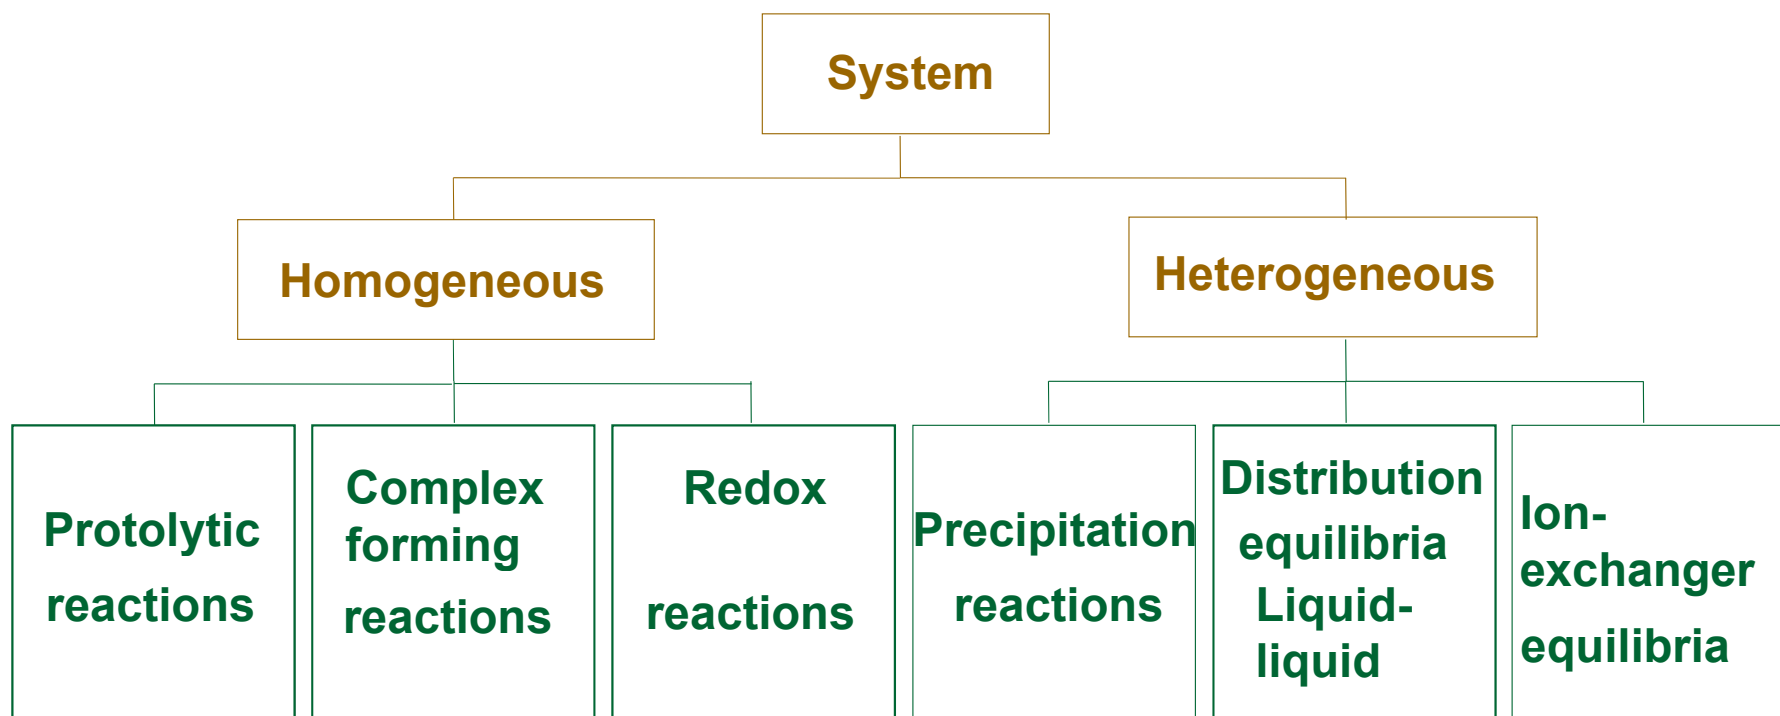 System
Homogeneous
Heterogeneous
Protolytic
reactions
Complex
forming
reactions
Redox
reactions
Precipitation
reactions
Distribution
equilibria
Liquid-
liquid
Ion-
exchanger
equilibria